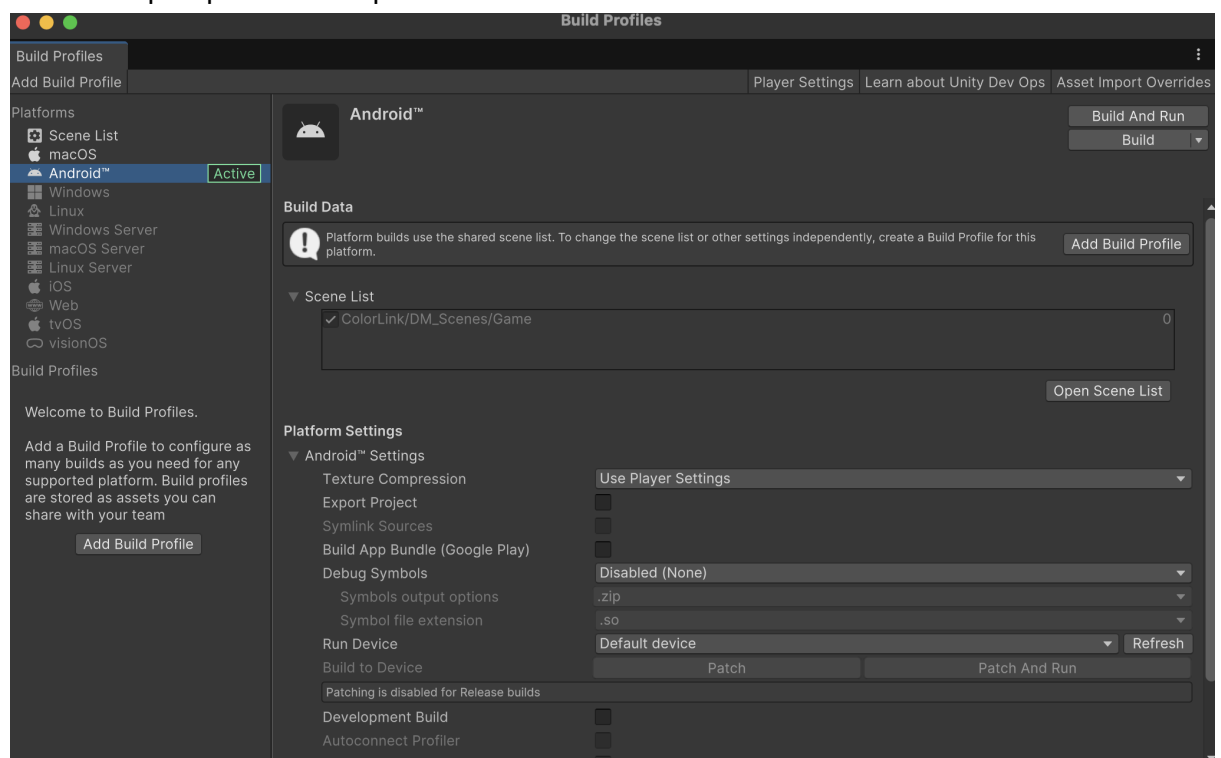 Build Profiles
Build Profiles
Add Build Profile
Player Settings
Learn about Unity Dev Ops
Asset Import Overrides
Platforms
Scene List
macOS
Android™
Active
Windows
Linux
Windows Server
macOS Server
Linux Server
iOS
Web
tvOS
visionOS
Build Profiles
Welcome to Build Profiles.
Add a Build Profile to configure as
many builds as you need for any
supported platform. Build profiles
are stored as assets you can
share with your team
Add Build Profile
Android™
Build And Run
Build
Build Data
Platform builds use the shared scene list. To change the scene list or other settings independently, create a Build Profile for this
platform.
Add Build Profile
Scene List
ColorLink/DM_Scenes/Game 0
Open Scene List
Platform Settings
Android™ Settings
Texture Compression Use Player Settings
Export Project
Symlink Sources
Build App Bundle (Google Play)
Debug Symbols Disabled (None)
Symbols output options .zip
Symbol file extension .so
Run Device Default device Refresh
Build to Device Patch Patch And Run
Patching is disabled for Release builds
Development Build
Autoconnect Profiler